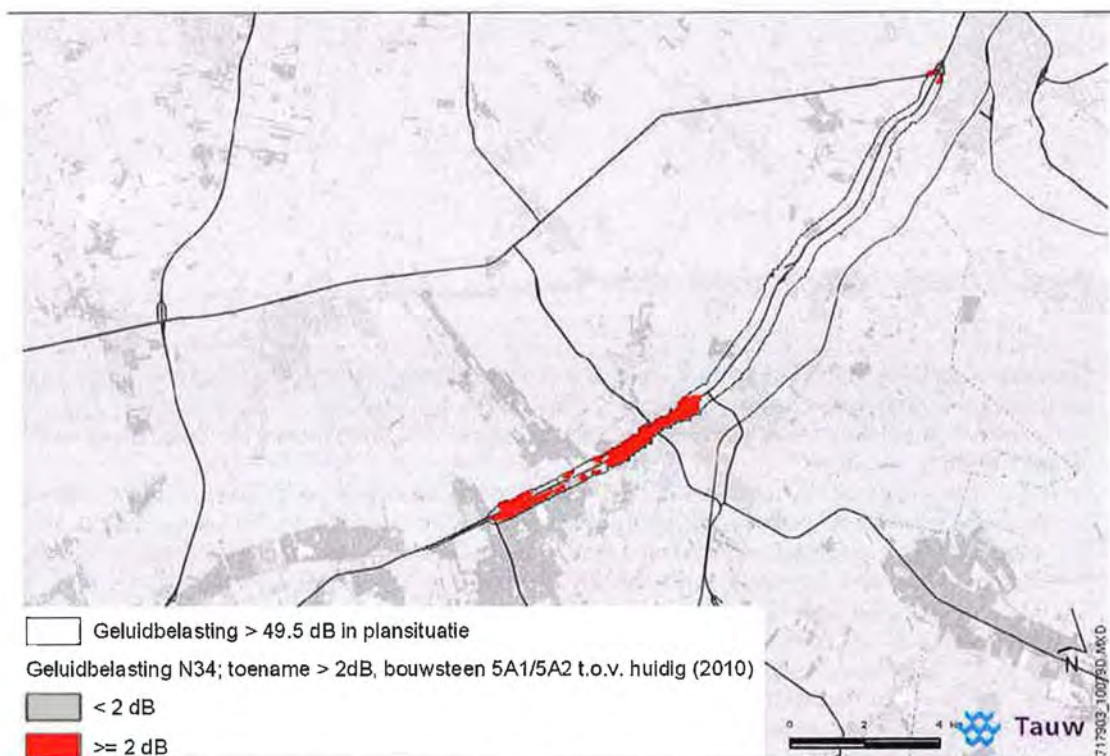 Geluidbelasting > 49.5 dB in plansituatie
Geluidbelasting N34; toename > 2dB, bouwsteen 5A1/5A2 t.o.v. huidig (2010)
< 2 dB
>= 2 dB
N
0 2 4
Tauw